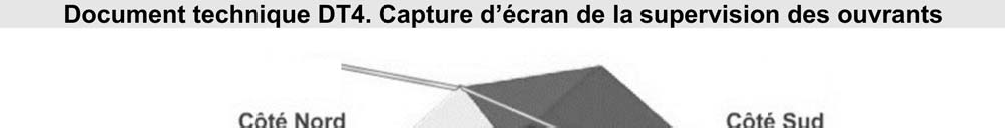 Document technique DT4. Capture d’écran de la supervision des ouvrants
Côté Nord
Côté Sud